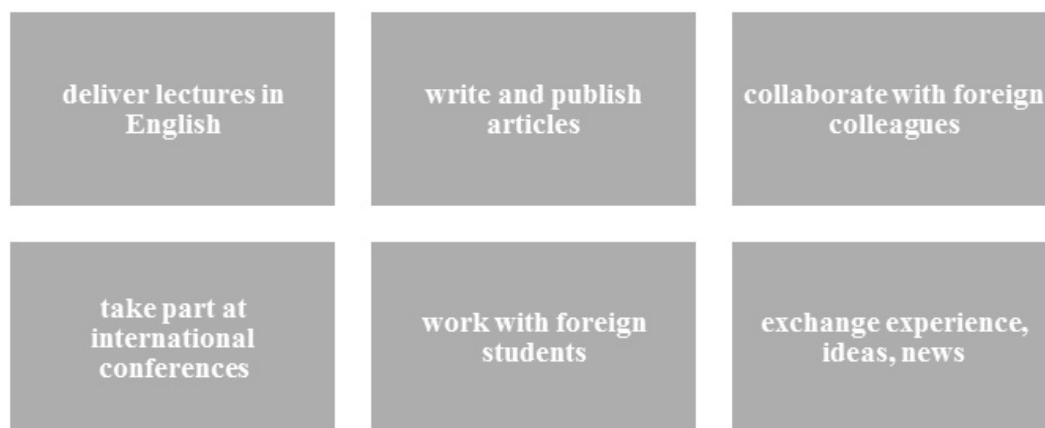 deliver lectures in
English
write and publish
articles
collaborate with foreign
colleagues
take part at
international
conferences
work with foreign
students
exchange experience,
ideas, news